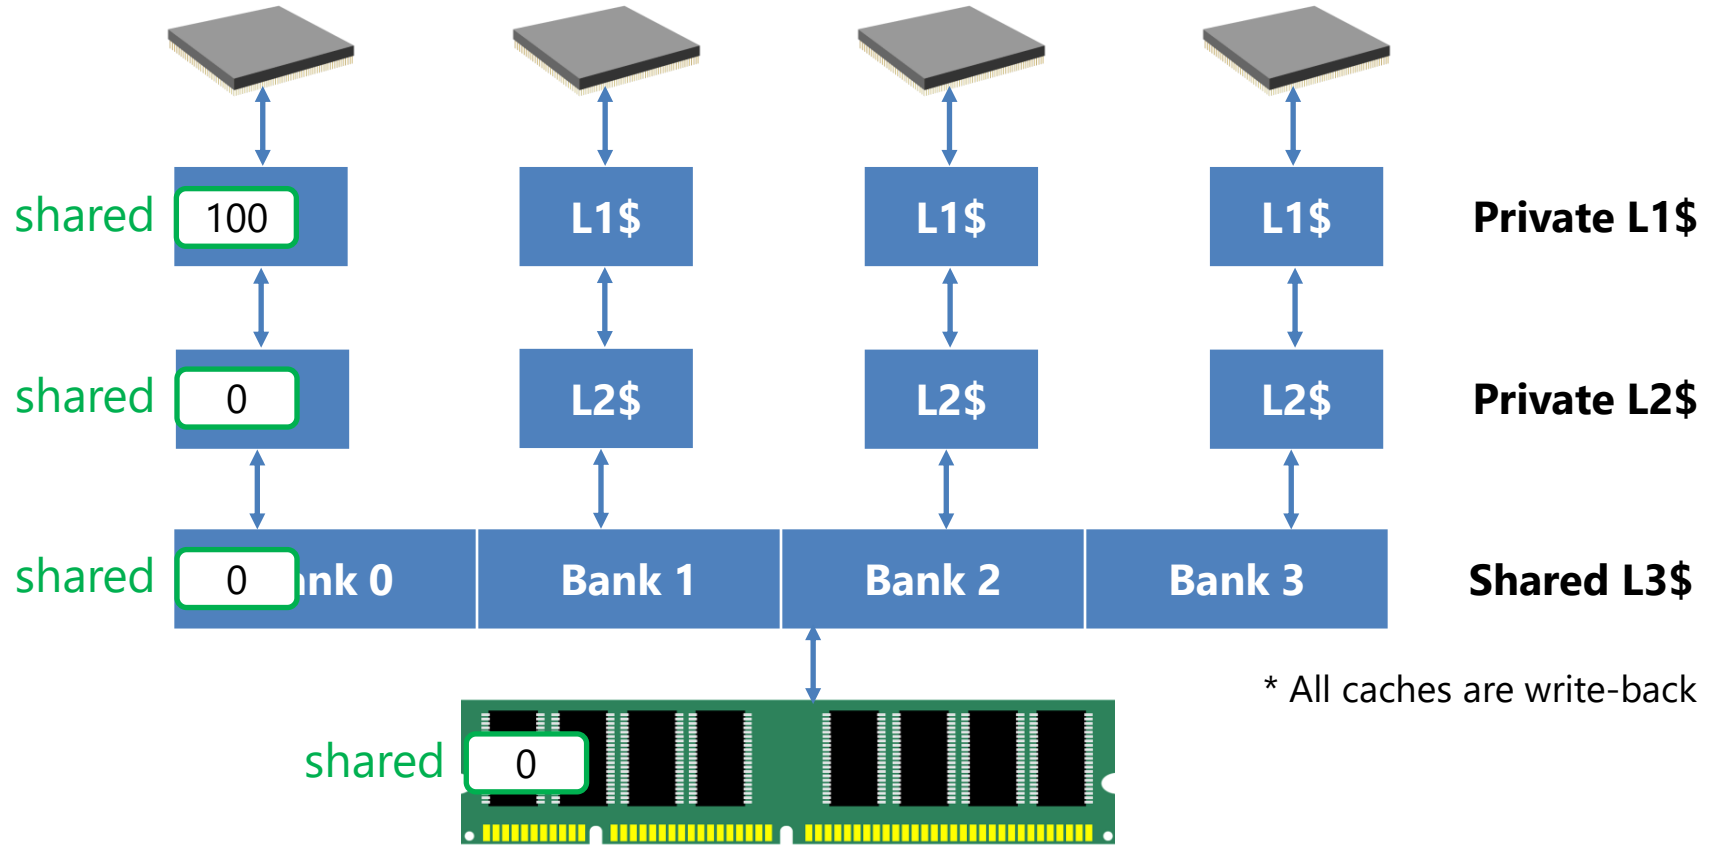 shared 100 L1$ L1$ L1$ Private L1$
shared 0 L2$ L2$ L2$ Private L2$
shared 0 nk 0 Bank 1 Bank 2 Bank 3 Shared L3$
* All caches are write-back
shared 0